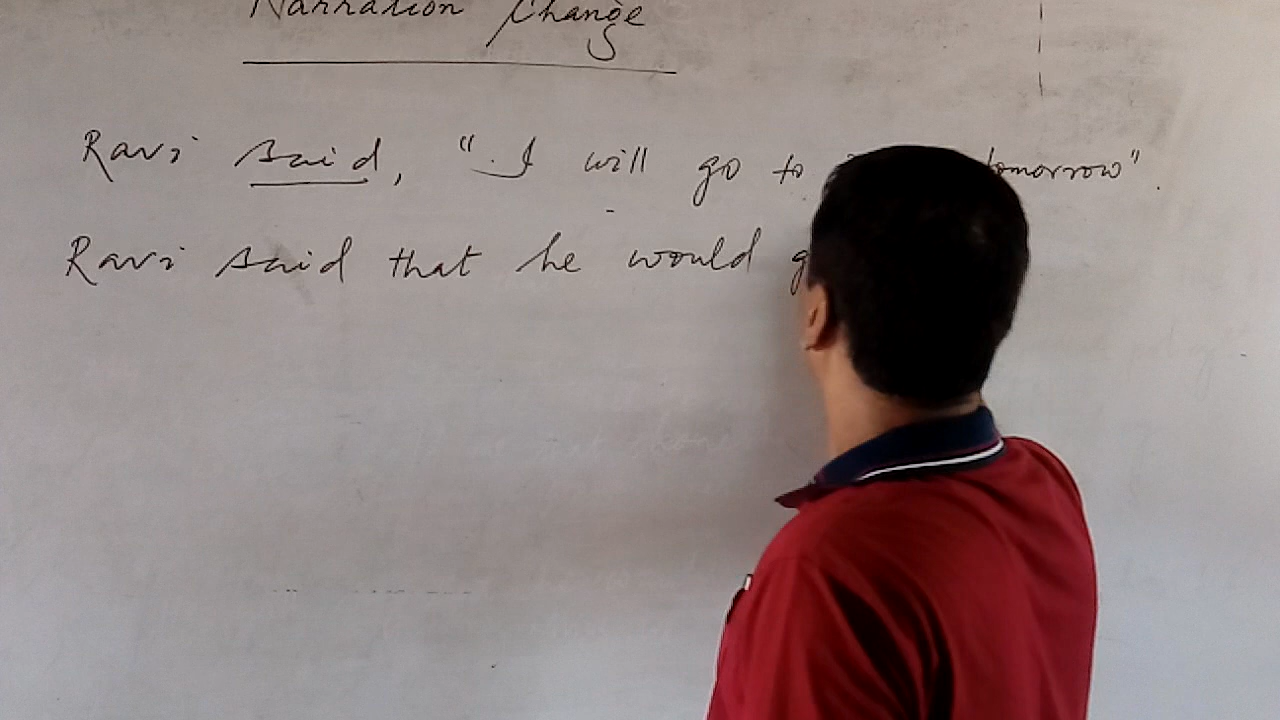 Narration Change
Ravi said, "I will go to tomorrow".
Ravi said that he would